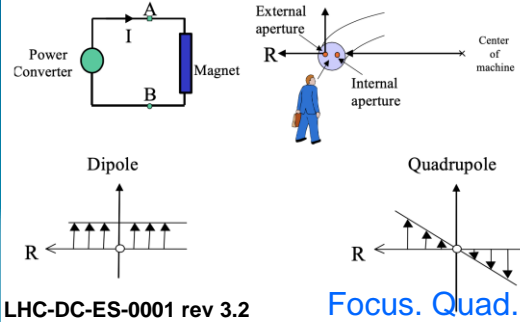 A
I
Power
Converter
Magnet
B
External
aperture
R
Center
of
machine
Internal
aperture
Dipole
R
Quadrupole
R
LHC-DC-ES-0001 rev 3.2
Focus. Quad.